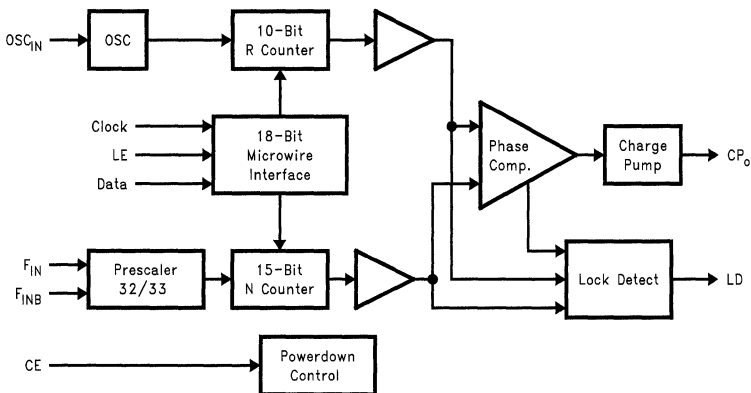 OSC_IN
OSC
10-Bit
R Counter
Clock
LE
Data
18-Bit
Microwire
Interface
Phase
Comp.
Charge
Pump
CP_o
F_IN
F_INB
Prescaler
32/33
15-Bit
N Counter
Lock Detect
LD
CE
Powerdown
Control